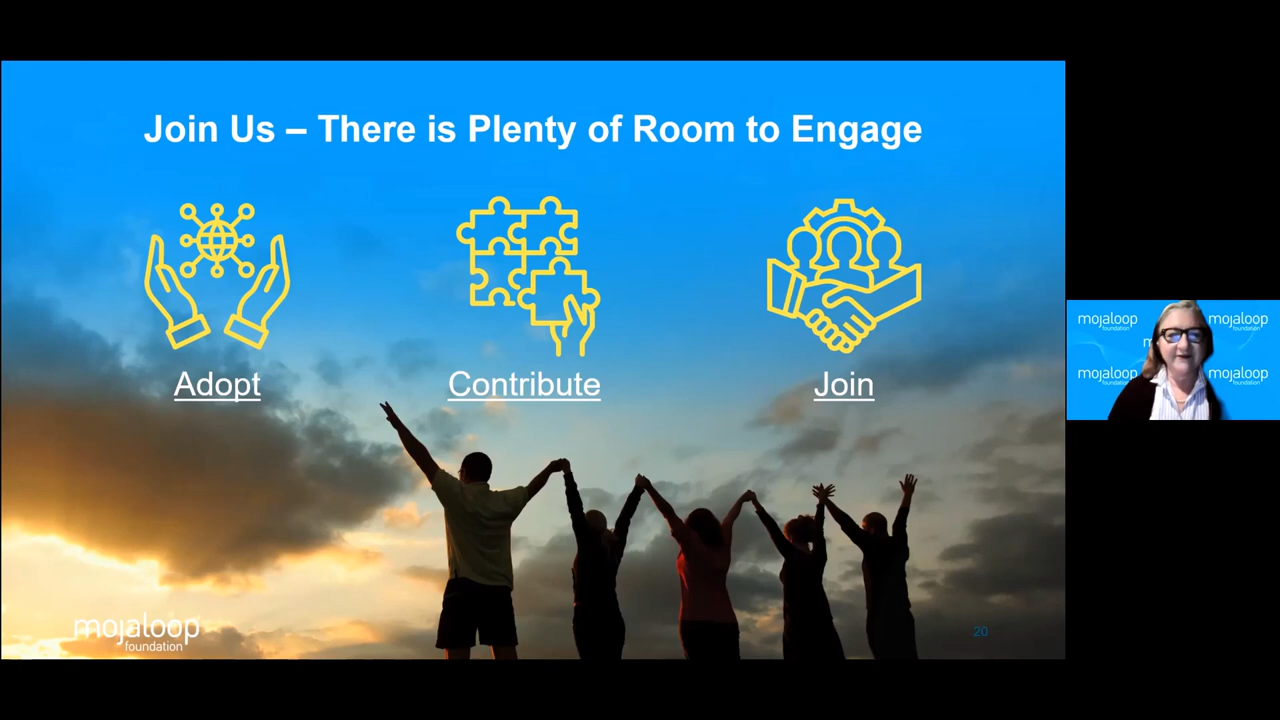 Join Us – There is Plenty of Room to Engage
Adopt
Contribute
Join
mojaloop
foundation
20
mojaloop
foundation
mojaloop
foundation
m
mojaloop
foundation
mojaloop
foundation